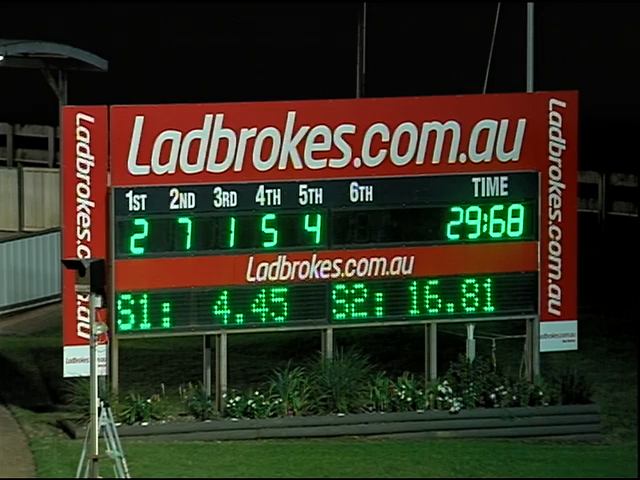 Ladbrokes.com.au
1ST 2ND 3RD 4TH 5TH 6TH TIME
2 7 1 5 4 29:68
Ladbrokes.com.au
S1: 4.45 S2: 16.81
Ladbrokes.c
au
Ladbrokes.com.au